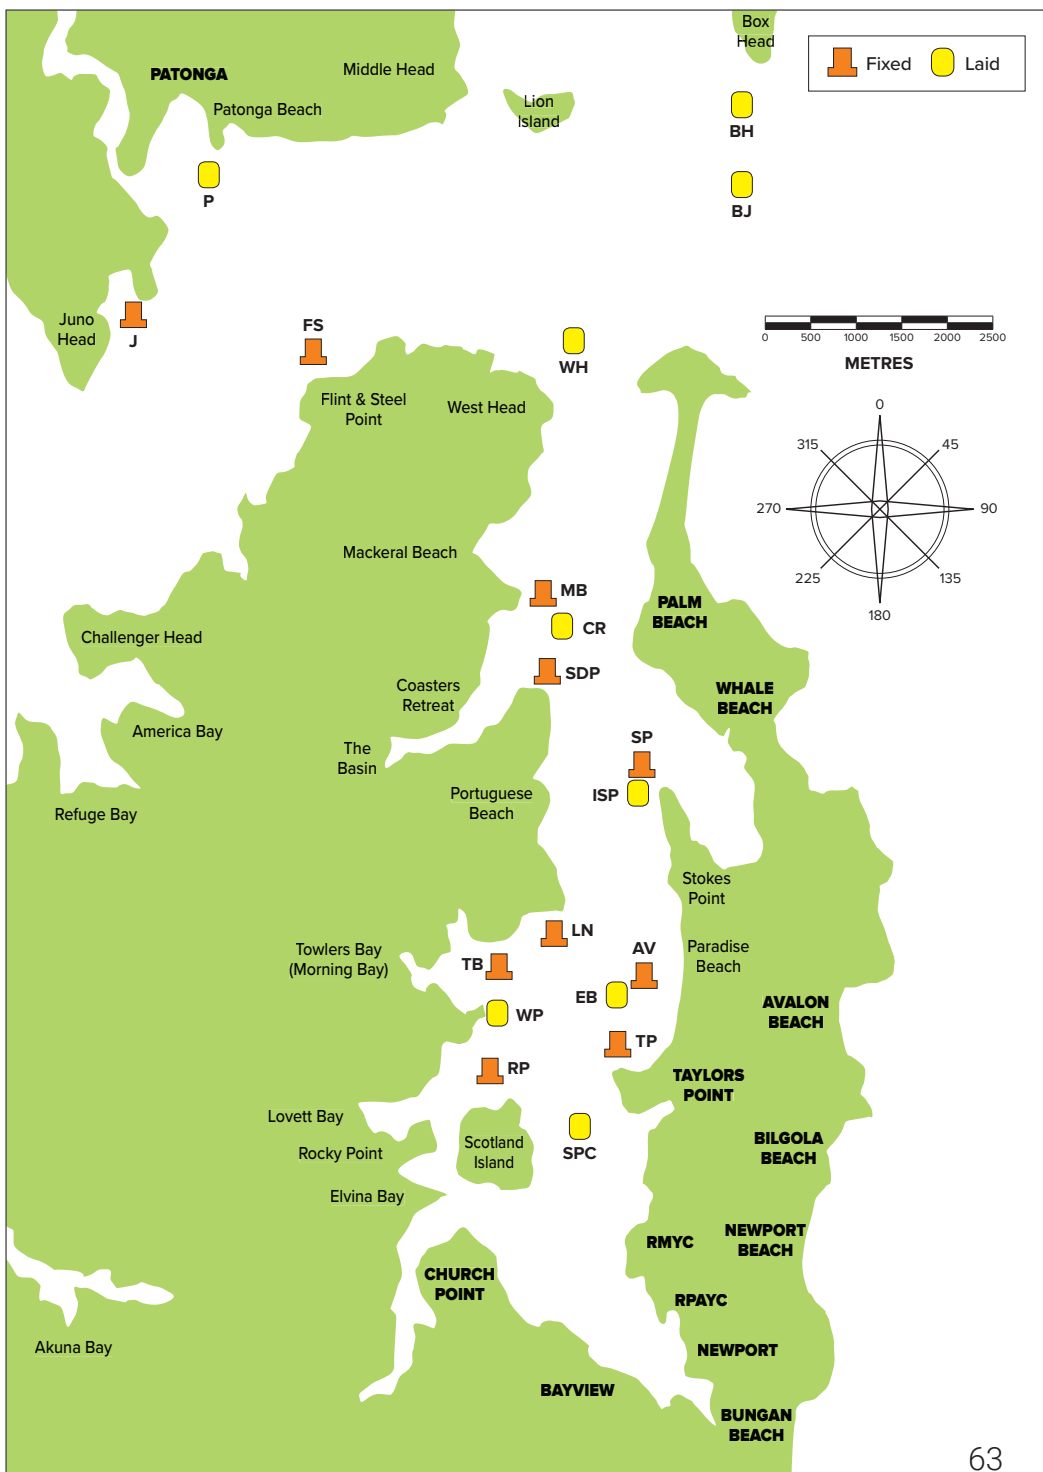 Box
Head
Fixed
Laid
PATONGA
Middle Head
Patonga Beach
Lion
Island
BH
P
BJ
Juno
Head
J
FS
WH
0 500 1000 1500 2000 2500
METRES
Flint & Steel
Point
West Head
0
315
45
270
90
225
135
180
Mackeral Beach
MB
PALM
BEACH
CR
Challenger Head
SDP
Coasters
Retreat
WHALE
BEACH
America Bay
The
Basin
SP
ISP
Portuguese
Beach
Refuge Bay
Stokes
Point
LN
Towlers Bay
(Morning Bay)
TB
AV
Paradise
Beach
EB
WP
AVALON
BEACH
TP
RP
TAYLORS
POINT
Lovett Bay
Rocky Point
Scotland
Island
SPC
BILGOLA
BEACH
Elvina Bay
RMYC
NEWPORT
BEACH
CHURCH
POINT
RPAYC
Akuna Bay
NEWPORT
BAYVIEW
BUNGAN
BEACH
63